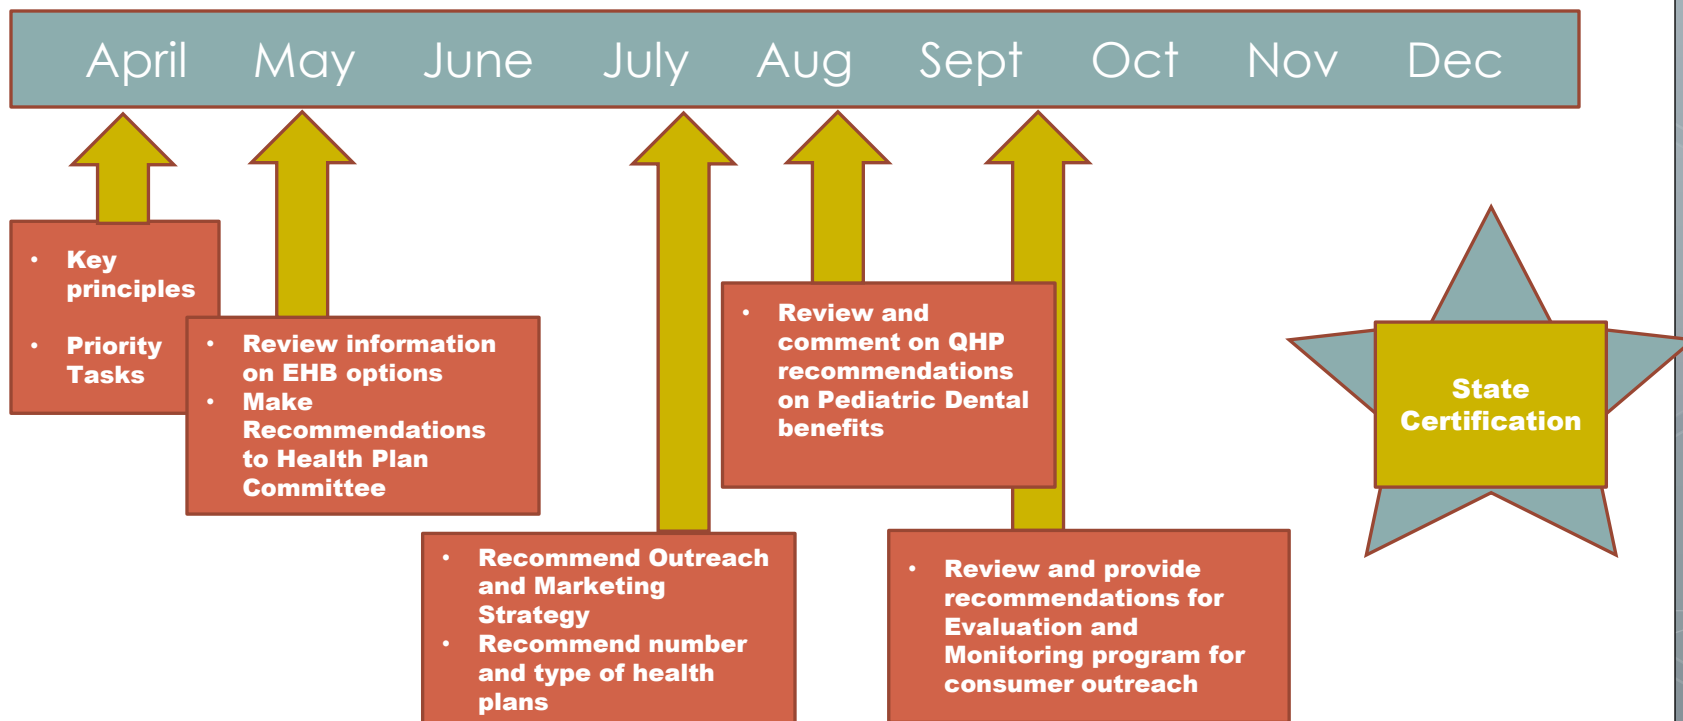 April May June July Aug Sept Oct Nov Dec
• Key
principles
• Priority
Tasks
• Review information
on EHB options
• Make
Recommendations
to Health Plan
Committee
• Recommend Outreach
and Marketing
Strategy
• Recommend number
and type of health
plans
• Review and
comment on QHP
recommendations
on Pediatric Dental
benefits
• Review and provide
recommendations for
Evaluation and
Monitoring program for
consumer outreach
State
Certification